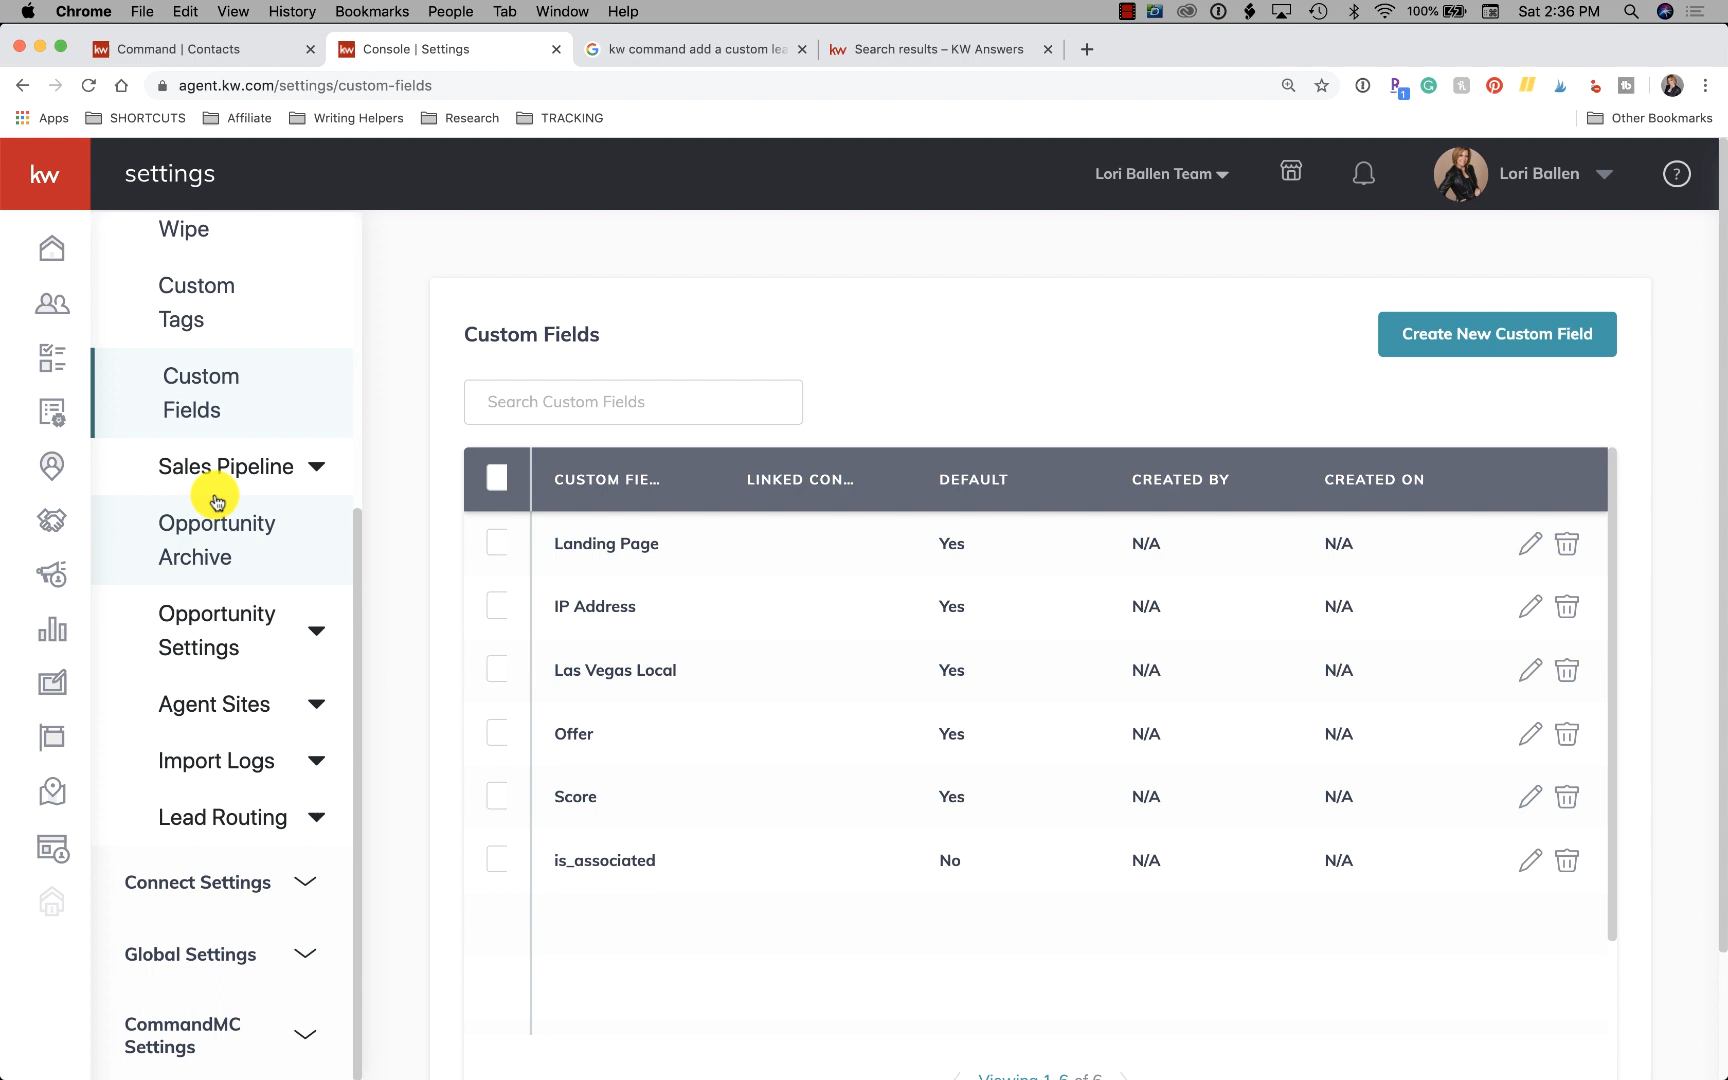 Chrome File Edit View History Bookmarks People Tab Window Help 100% Sat 2:36 PM
kw Command | Contacts kw Console | Settings kw command add a custom lea kw Search results – KW Answers
agent.kw.com/settings/custom-fields
Apps SHORTCUTS Affiliate Writing Helpers Research TRACKING Other Bookmarks
kw settings Lori Ballen Team Lori Ballen ?
Wipe
Custom
Tags
Custom
Fields
Sales Pipeline
Opportunity
Archive
Opportunity
Settings
Agent Sites
Import Logs
Lead Routing
Connect Settings
Global Settings
CommandMC
Settings
Custom Fields
Create New Custom Field
Search Custom Fields
CUSTOM FIE... LINKED CON... DEFAULT CREATED BY CREATED ON
Landing Page Yes N/A N/A
IP Address Yes N/A N/A
Las Vegas Local Yes N/A N/A
Offer Yes N/A N/A
Score Yes N/A N/A
is_associated No N/A N/A
Viewing 1-6 of 6